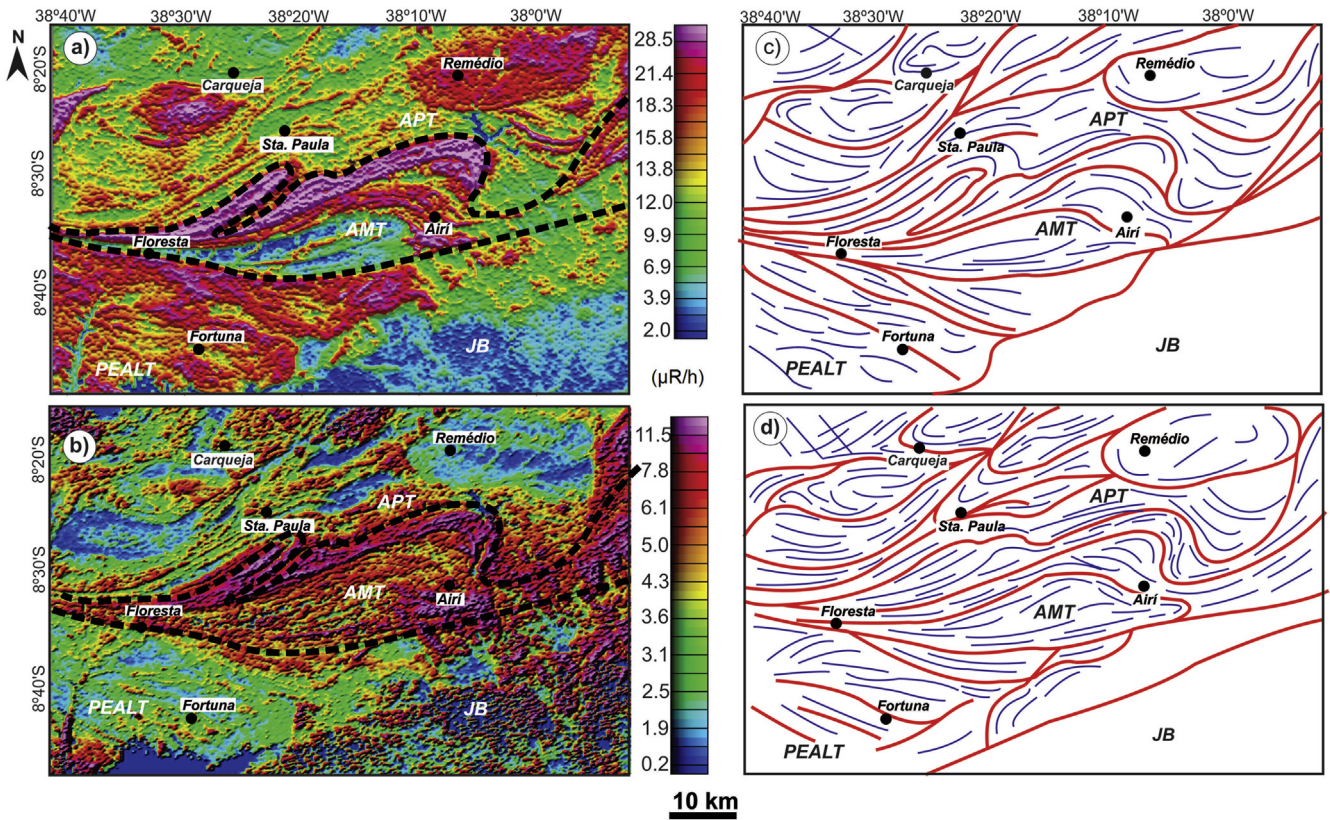 38°40'W 38°30'W 38°20'W 38°10'W 38°0'W
38°40'W 38°30'W 38°20'W 38°10'W 38°0'W
N
8°20'S
8°30'S
8°40'S
a)
Carqueja
Remédio
APT
Sta. Paula
Floresta
AMT
Airí
Fortuna
PEALT
JB
28.5
21.4
18.3
15.8
13.8
12.0
9.9
6.9
3.9
2.0
(µR/h)
c)
Carqueja
Remédio
APT
Sta. Paula
AMT
Airí
Floresta
Fortuna
PEALT
JB
8°20'S
8°30'S
8°40'S
b)
Carqueja
Remédio
APT
Sta. Paula
Floresta
AMT
Airí
PEALT
Fortuna
JB
11.5
7.8
6.1
5.0
4.3
3.6
3.1
2.5
1.9
0.2
d)
Carqueja
Remédio
APT
Sta. Paula
Floresta
AMT
Airí
Fortuna
PEALT
JB
10 km